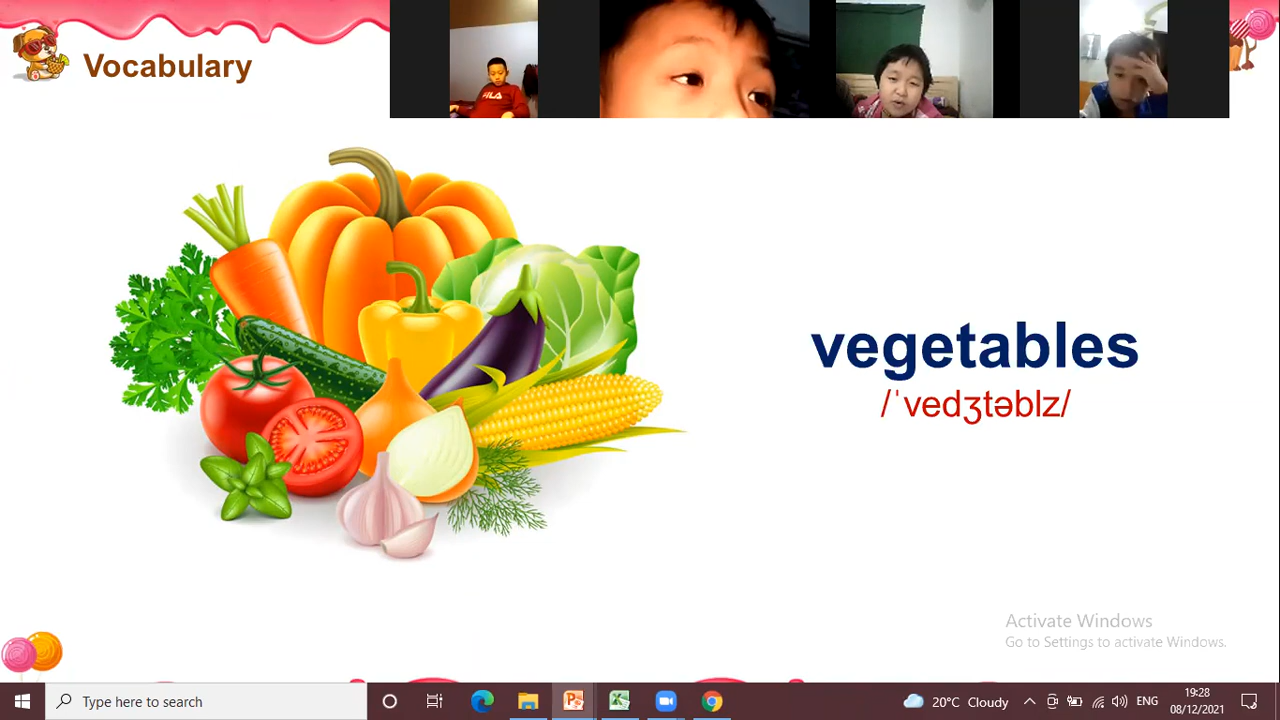 Vocabulary
FILA
vegetables
/ˈvedʒtəblz/
Activate Windows
Go to Settings to activate Windows.
Type here to search
20°C Cloudy
ENG
19:28
08/12/2021